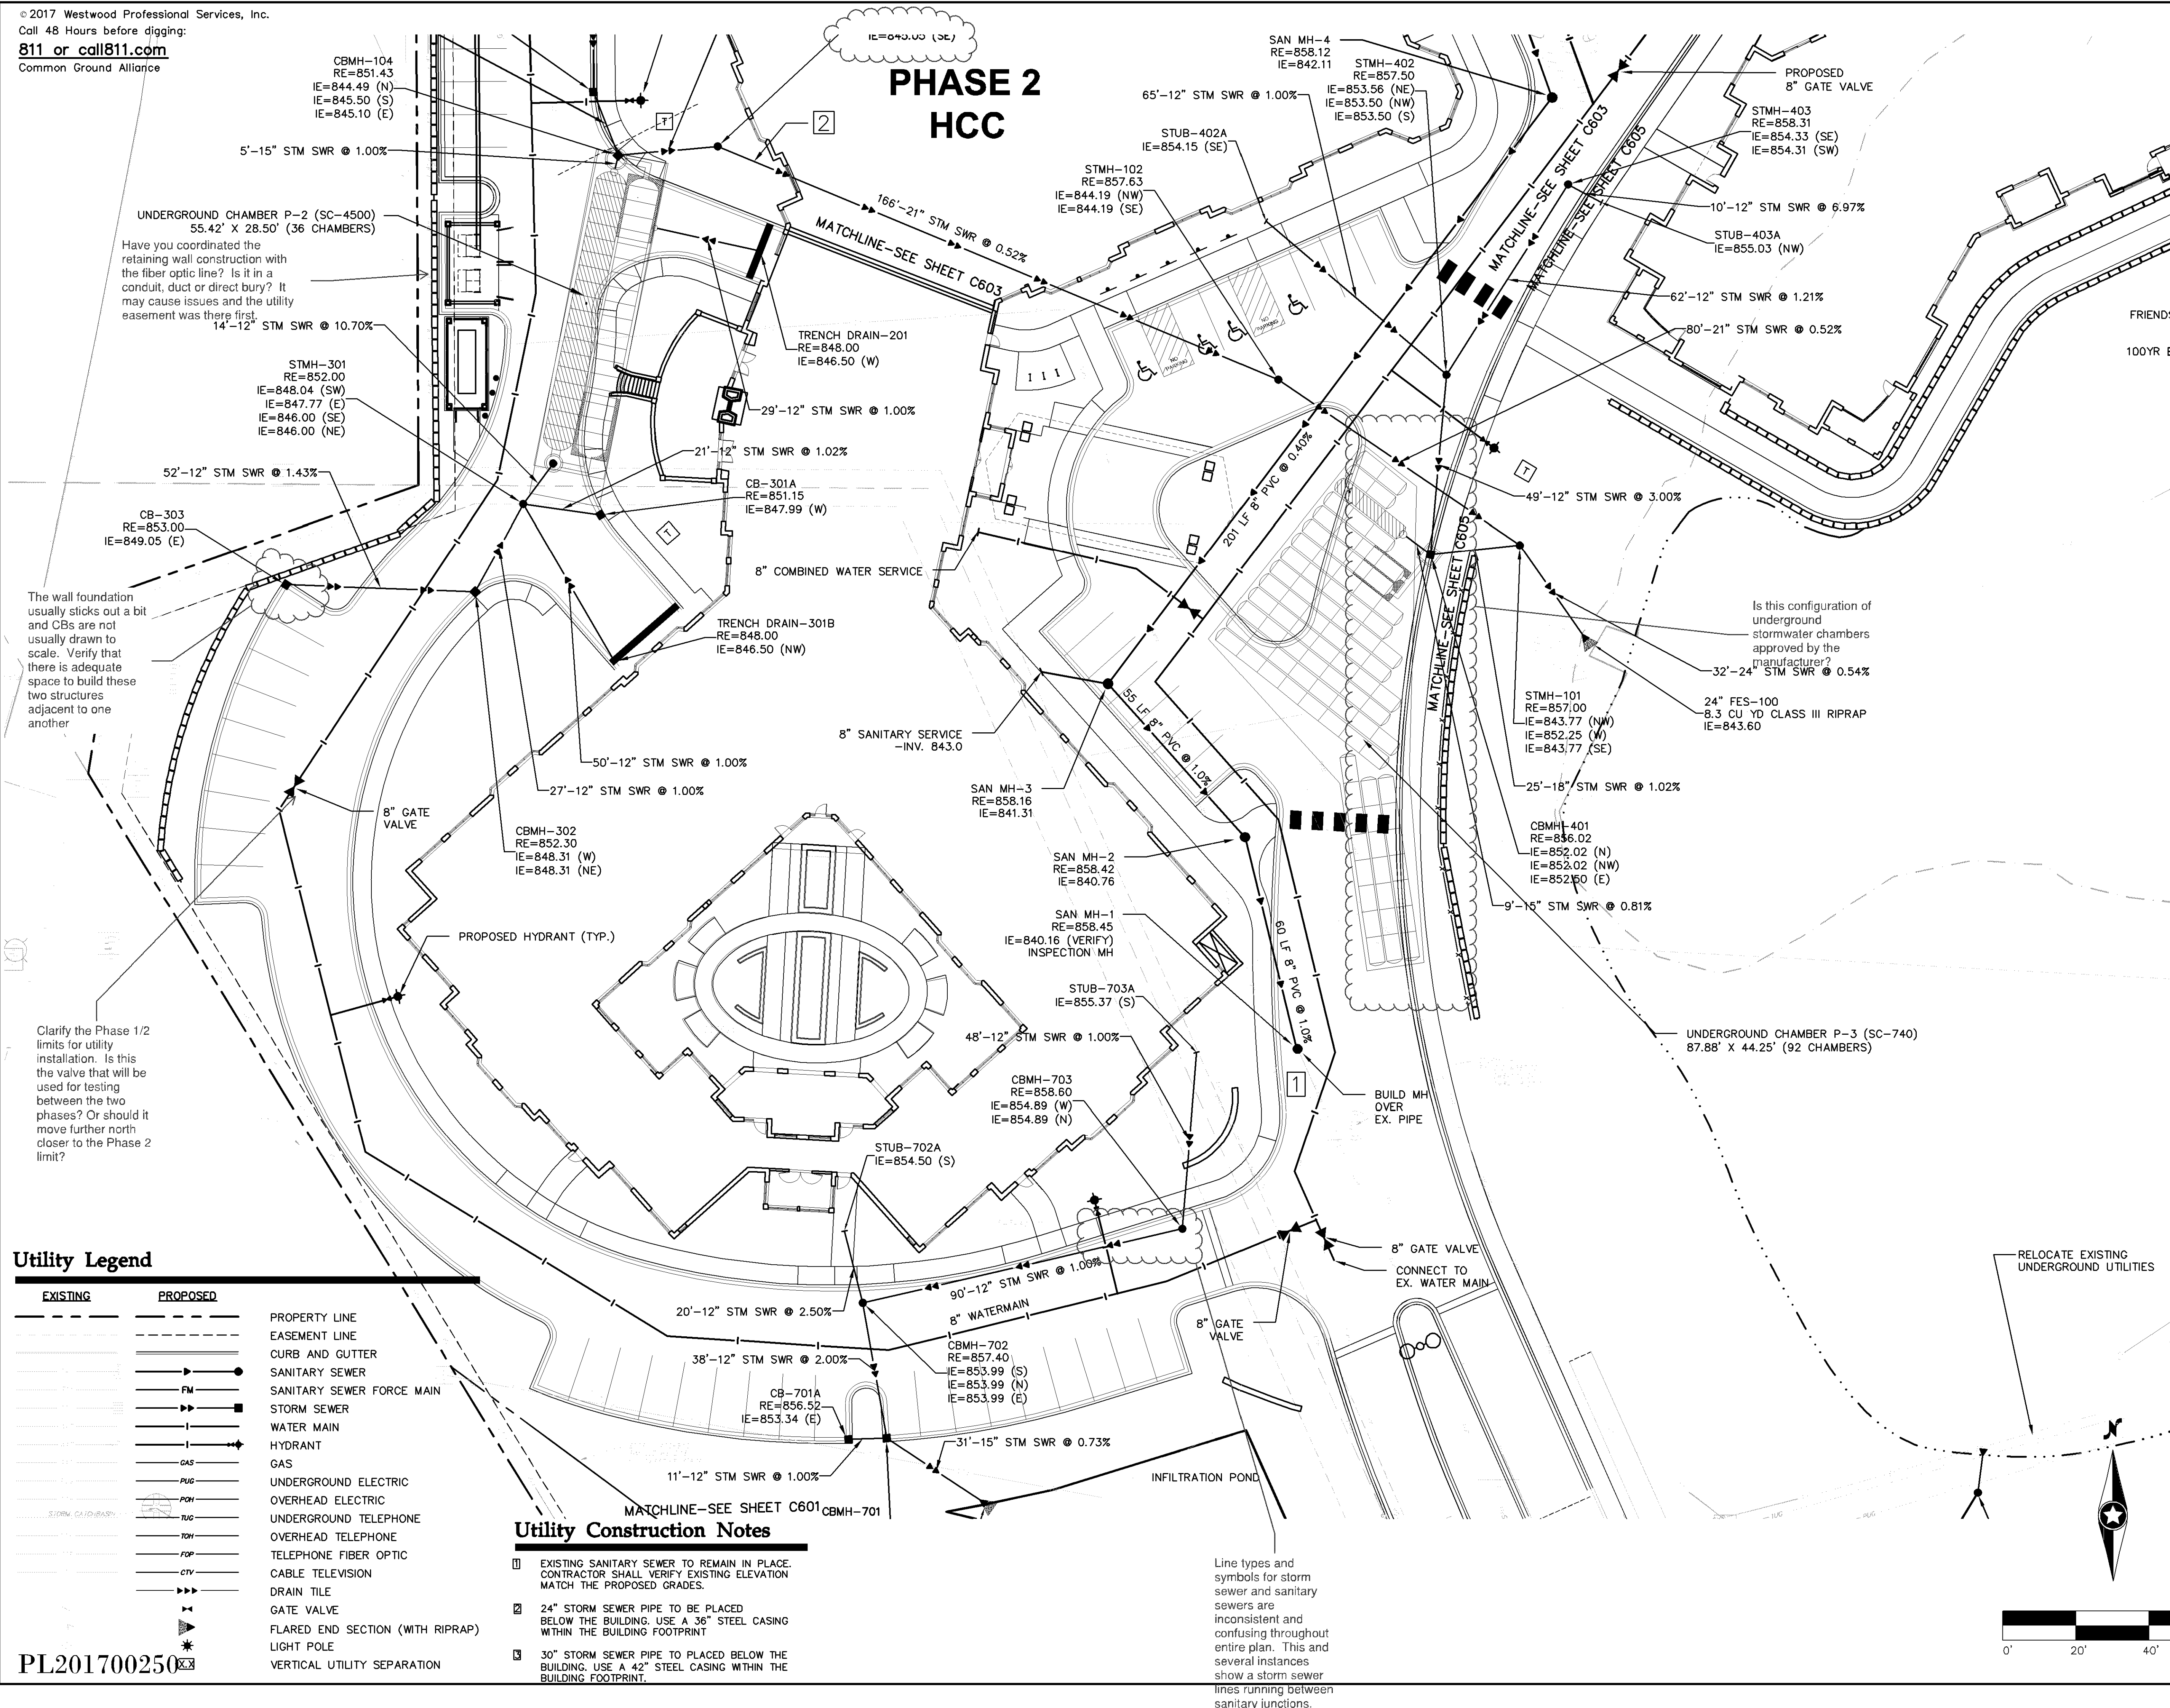 © 2017 Westwood Professional Services, Inc.
Call 48 Hours before digging:
811 or call811.com
Common Ground Alliance
PHASE 2
HCC
IE=845.05 (SE)
CBMH-104
RE=851.43
IE=844.49 (N)
IE=845.50 (S)
IE=845.10 (E)
5'-15" STM SWR @ 1.00%
T
2
UNDERGROUND CHAMBER P-2 (SC-4500)
55.42' X 28.50' (36 CHAMBERS)
Have you coordinated the
retaining wall construction with
the fiber optic line? Is it in a
conduit, duct or direct bury? It
may cause issues and the utility
easement was there first.
14'-12" STM SWR @ 10.70%
STMH-301
RE=852.00
IE=848.04 (SW)
IE=847.77 (E)
IE=846.00 (SE)
IE=846.00 (NE)
52'-12" STM SWR @ 1.43%
CB-303
RE=853.00
IE=849.05 (E)
The wall foundation
usually sticks out a bit
and CBs are not
usually drawn to
scale. Verify that
there is adequate
space to build these
two structures
adjacent to one
another
166'-21" STM SWR @ 0.52%
MATCHLINE-SEE SHEET C603
TRENCH DRAIN-201
RE=848.00
IE=846.50 (W)
29'-12" STM SWR @ 1.00%
21'-12" STM SWR @ 1.02%
CB-301A
RE=851.15
IE=847.99 (W)
T
8" COMBINED WATER SERVICE
TRENCH DRAIN-301B
RE=848.00
IE=846.50 (NW)
8" SANITARY SERVICE
-INV. 843.0
50'-12" STM SWR @ 1.00%
27'-12" STM SWR @ 1.00%
8" GATE
VALVE
CBMH-302
RE=852.30
IE=848.31 (W)
IE=848.31 (NE)
PROPOSED HYDRANT (TYP.)
Clarify the Phase 1/2
limits for utility
installation. Is this
the valve that will be
used for testing
between the two
phases? Or should it
move further north
closer to the Phase 2
limit?
SAN MH-4
RE=858.12
IE=842.11
STMH-402
RE=857.50
IE=853.56 (NE)
IE=853.50 (NW)
IE=853.50 (S)
65'-12" STM SWR @ 1.00%
STUB-402A
IE=854.15 (SE)
STMH-102
RE=857.63
IE=844.19 (NW)
IE=844.19 (SE)
NO
PARKING
NO
PARKING
MATCHLINE-SEE SHEET C603
MATCHLINE-SEE SHEET C605
PROPOSED
8" GATE VALVE
STMH-403
RE=858.31
IE=854.33 (SE)
IE=854.31 (SW)
10'-12" STM SWR @ 6.97%
STUB-403A
IE=855.03 (NW)
62'-12" STM SWR @ 1.21%
80'-21" STM SWR @ 0.52%
FRIENDS
100YR E
T
49'-12" STM SWR @ 3.00%
201 LF 8" PVC @ 0.40%
MATCHLINE-SEE SHEET C605
Is this configuration of
underground
stormwater chambers
approved by the
manufacturer?
32'-24" STM SWR @ 0.54%
24" FES-100
8.3 CU YD CLASS III RIPRAP
IE=843.60
STMH-101
RE=857.00
IE=843.77 (NW)
IE=852.25 (W)
IE=843.77 (SE)
25'-18" STM SWR @ 1.02%
CBMH-401
RE=856.02
IE=852.02 (N)
IE=852.02 (NW)
IE=852.50 (E)
9'-15" STM SWR @ 0.81%
55 LF 8" PVC @ 1.0%
SAN MH-3
RE=858.16
IE=841.31
SAN MH-2
RE=858.42
IE=840.76
SAN MH-1
RE=858.45
IE=840.16 (VERIFY)
INSPECTION MH
60 LF 8" PVC @ 1.0%
STUB-703A
IE=855.37 (S)
48'-12" STM SWR @ 1.00%
CBMH-703
RE=858.60
IE=854.89 (W)
IE=854.89 (N)
1
BUILD MH
OVER
EX. PIPE
UNDERGROUND CHAMBER P-3 (SC-740)
87.88' X 44.25' (92 CHAMBERS)
STUB-702A
IE=854.50 (S)
90'-12" STM SWR @ 1.00%
8" WATERMAIN
20'-12" STM SWR @ 2.50%
38'-12" STM SWR @ 2.00%
CBMH-702
RE=857.40
IE=853.99 (S)
IE=853.99 (N)
IE=853.99 (E)
CB-701A
RE=856.52
IE=853.34 (E)
31'-15" STM SWR @ 0.73%
11'-12" STM SWR @ 1.00%
MATCHLINE-SEE SHEET C601
CBMH-701
INFILTRATION POND
8" GATE
VALVE
8" GATE VALVE
CONNECT TO
EX. WATER MAIN
RELOCATE EXISTING
UNDERGROUND UTILITIES
Line types and
symbols for storm
sewer and sanitary
sewers are
inconsistent and
confusing throughout
entire plan. This and
several instances
show a storm sewer
lines running between
sanitary junctions.
Utility Legend
EXISTING
PROPOSED
PROPERTY LINE
EASEMENT LINE
CURB AND GUTTER
SANITARY SEWER
FM SANITARY SEWER FORCE MAIN
STORM SEWER
WATER MAIN
HYDRANT
GAS GAS
PUG UNDERGROUND ELECTRIC
POH OVERHEAD ELECTRIC
STORM CATCHBASIN
TUG UNDERGROUND TELEPHONE
TOH OVERHEAD TELEPHONE
FOP TELEPHONE FIBER OPTIC
CTV CABLE TELEVISION
DRAIN TILE
GATE VALVE
FLARED END SECTION (WITH RIPRAP)
LIGHT POLE
X.X VERTICAL UTILITY SEPARATION
PL201700250
Utility Construction Notes
1 EXISTING SANITARY SEWER TO REMAIN IN PLACE.
CONTRACTOR SHALL VERIFY EXISTING ELEVATION
MATCH THE PROPOSED GRADES.
2 24" STORM SEWER PIPE TO BE PLACED
BELOW THE BUILDING. USE A 36" STEEL CASING
WITHIN THE BUILDING FOOTPRINT
3 30" STORM SEWER PIPE TO PLACED BELOW THE
BUILDING. USE A 42" STEEL CASING WITHIN THE
BUILDING FOOTPRINT.
N
0' 20' 40'
TUG
PUG